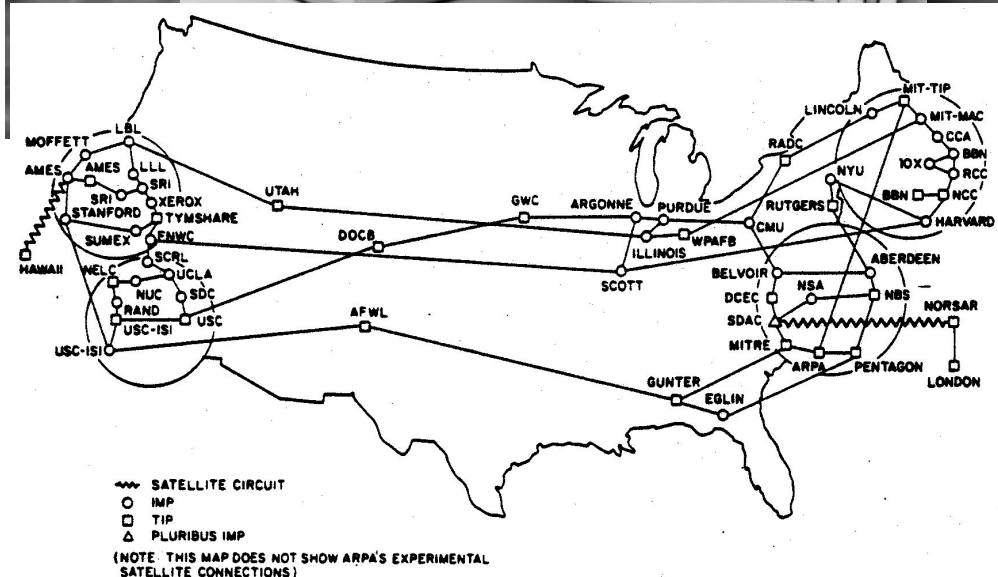 MIT-TIP
LINCOLN
MIT-MAC
CCA
BBN
10X
RCC
BBN
NCC
HARVARD
NYU
RUTGERS
RADC
LBL
MOFFETT
AMES
AMES
LLL
SRI
SRI
XEROX
STANFORD
TYMSHARE
SUMEX
FNWC
HAWAII
SCRL
NELC
UCLA
NUC
SDC
RAND
USC-ISI
USC
USC-ISI
UTAH
DOCB
GWC
AFWL
ARGONNE
PURDUE
ILLINOIS
WPAFB
CMU
SCOTT
BELVOIR
ABERDEEN
DCEC
NSA
NBS
SDAC
NORSAR
MITRE
ARPA
PENTAGON
LONDON
GUNTER
EGLIN
SATELLITE CIRCUIT
IMP
TIP
PLURIBUS IMP
(NOTE: THIS MAP DOES NOT SHOW ARPA'S EXPERIMENTAL
SATELLITE CONNECTIONS)